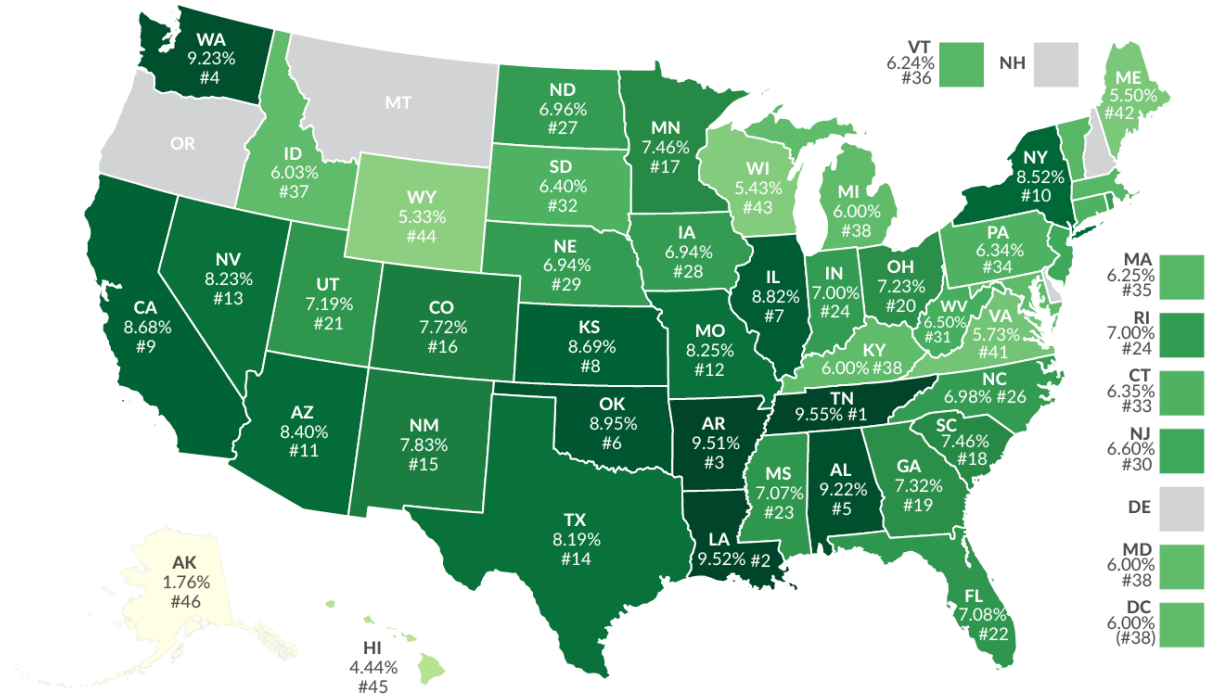 WA
9.23%
#4
MT
OR
ID
6.03%
#37
WY
5.33%
#44
ND
6.96%
#27
SD
6.40%
#32
NE
6.94%
#29
MN
7.46%
#17
IA
6.94%
#28
WI
5.43%
#43
MI
6.00%
#38
VT
6.24%
#36
NH
ME
5.50%
#42
NY
8.52%
#10
PA
6.34%
#34
NV
8.23%
#13
CA
8.68%
#9
UT
7.19%
#21
CO
7.72%
#16
KS
8.69%
#8
MO
8.25%
#12
IL
8.82%
#7
IN
7.00%
#24
OH
7.23%
#20
WV
6.50%
#31
VA
5.73%
#41
KY
6.00% #38
AZ
8.40%
#11
NM
7.83%
#15
OK
8.95%
#6
AR
9.51%
#3
TN
9.55% #1
NC
6.98% #26
SC
7.46%
#18
MS
7.07%
#23
AL
9.22%
#5
GA
7.32%
#19
TX
8.19%
#14
LA
9.52% #2
FL
7.08%
#22
AK
1.76%
#46
HI
4.44%
#45
MA
6.25%
#35
RI
7.00%
#24
CT
6.35%
#33
NJ
6.60%
#30
DE
MD
6.00%
#38
DC
6.00%
(#38)